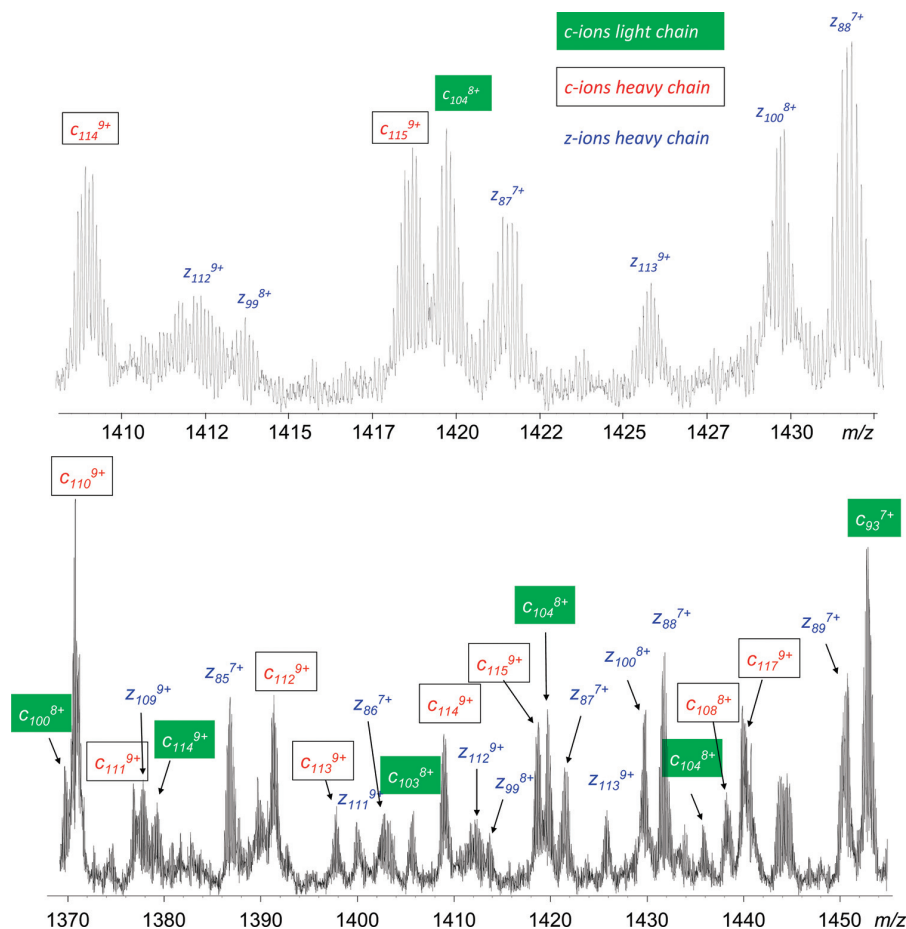 c-ions light chain
c-ions heavy chain
z-ions heavy chain
c114 9+
z112 9+
z99 8+
c115 9+
c104 8+
z87 7+
z113 9+
z100 8+
z88 7+
1410 1412 1415 1417 1420 1422 1425 1427 1430 m/z
c110 9+
c100 8+
c111 9+
z109 9+
c114 9+
z85 7+
c112 9+
c113 9+
z111 9+
z86 7+
c103 8+
c114 9+
z112 9+
z99 8+
c115 9+
c104 8+
z87 7+
z113 9+
z100 8+
z88 7+
c104 8+
c108 8+
c117 9+
z89 7+
c93 7+
1370 1380 1390 1400 1410 1420 1430 1440 1450 m/z